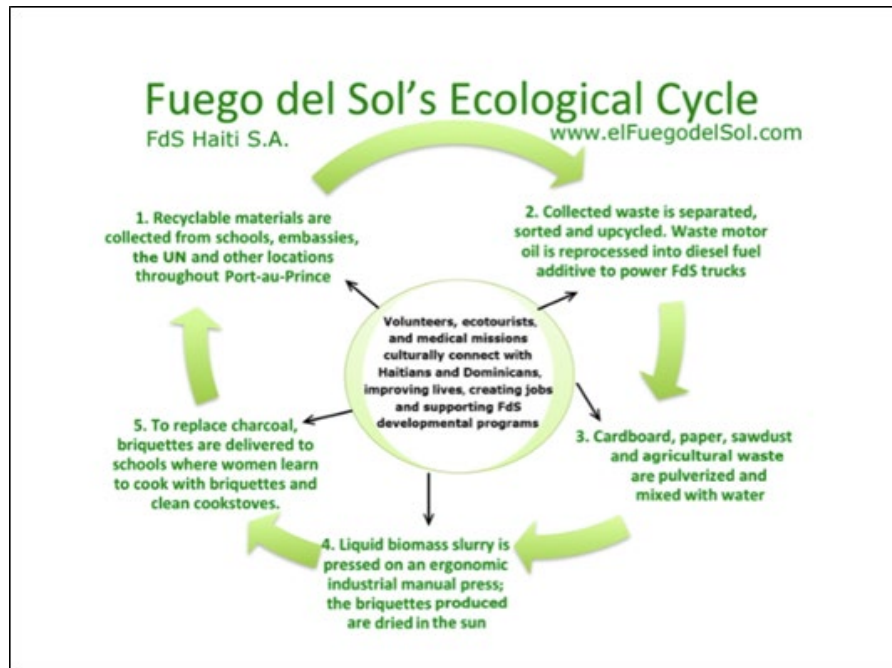 Fuego del Sol's Ecological Cycle
FdS Haiti S.A.
www.elFuegodelSol.com
1. Recyclable materials are
collected from schools, embassies,
the UN and other locations
throughout Port-au-Prince
2. Collected waste is separated,
sorted and upcycled. Waste motor
oil is reprocessed into diesel fuel
additive to power FdS trucks
Volunteers, ecotourists,
and medical missions
culturally connect with
Haitians and Dominicans,
improving lives, creating jobs
and supporting FdS
developmental programs
3. Cardboard, paper, sawdust
and agricultural waste
are pulverized and
mixed with water
4. Liquid biomass slurry is
pressed on an ergonomic
industrial manual press;
the briquettes produced
are dried in the sun
5. To replace charcoal,
briquettes are delivered to
schools where women learn
to cook with briquettes and
clean cookstoves.